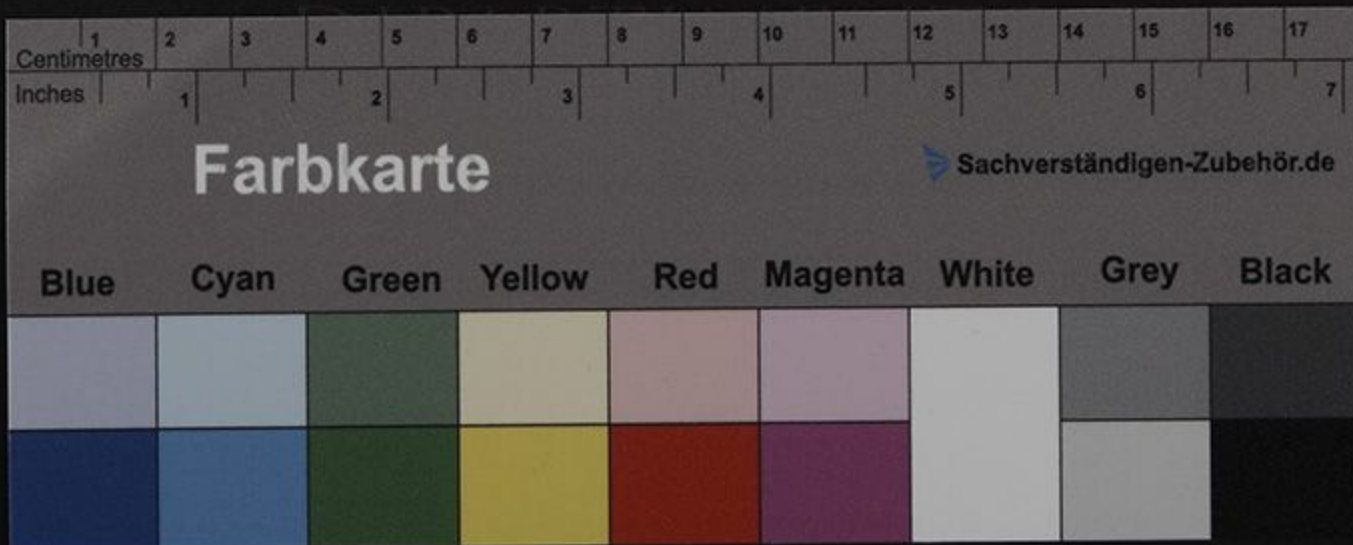 1 2 3 4 5 6 7 8 9 10 11 12 13 14 15 16 17
Centimetres
Inches 1 2 3 4 5 6 7
Farbkarte
Sachverständigen-Zubehör.de
Blue Cyan Green Yellow Red Magenta White Grey Black